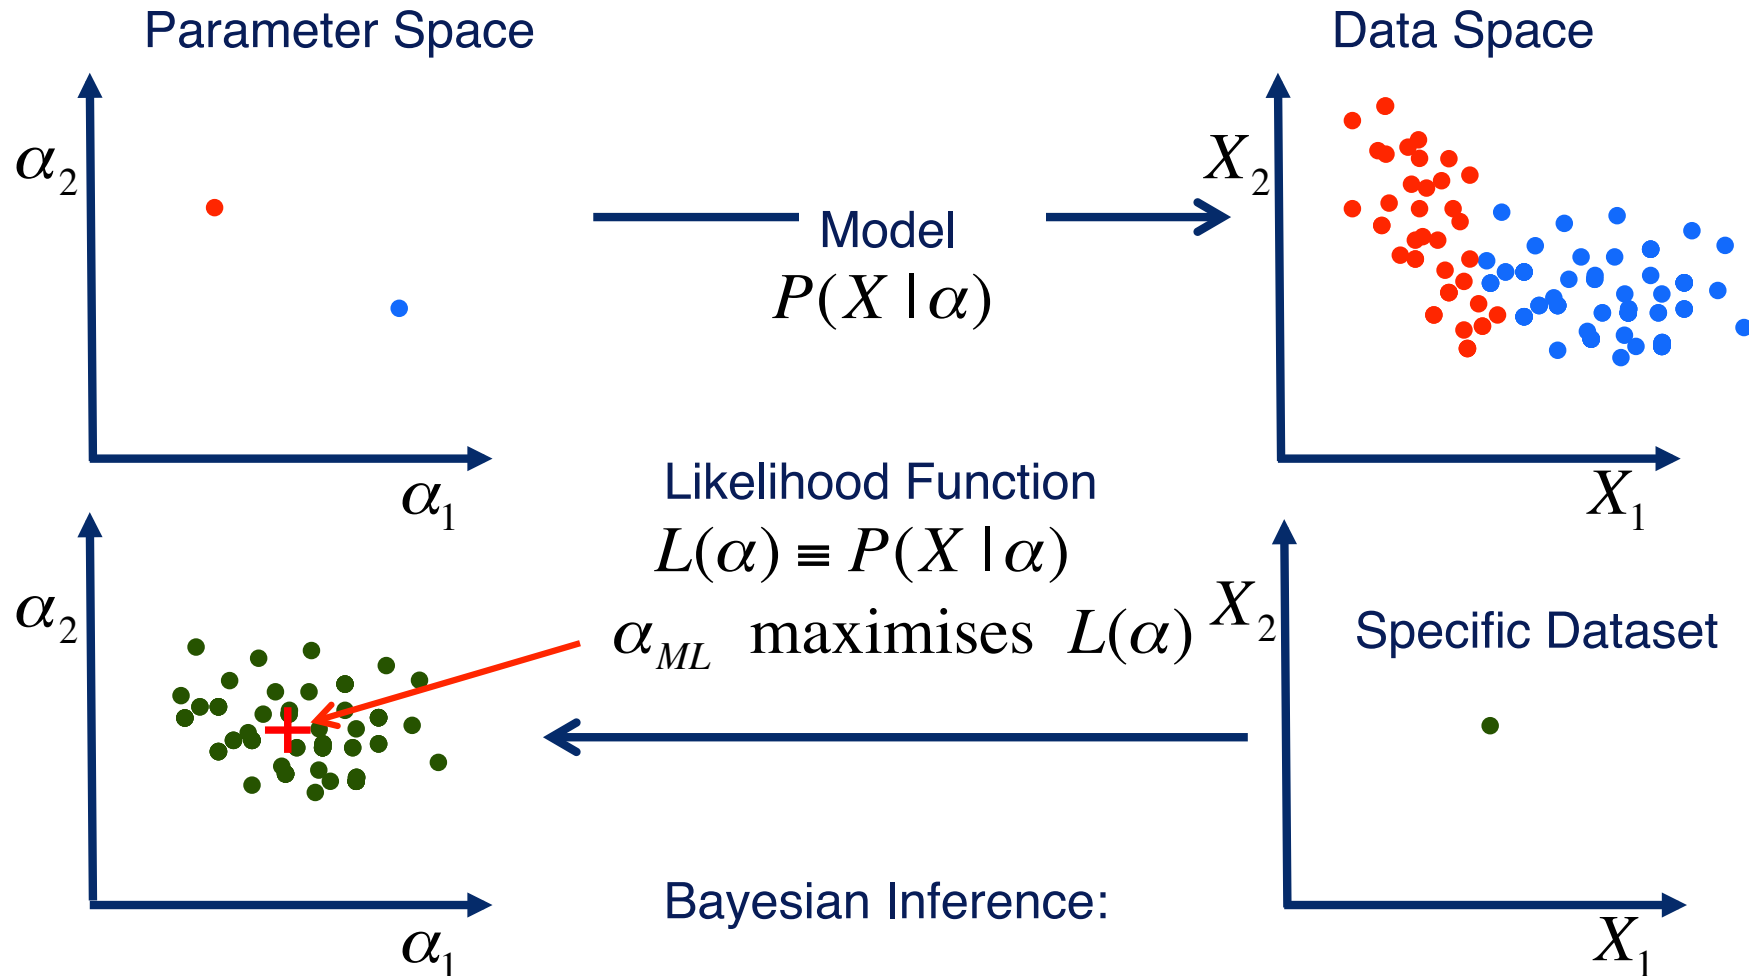 Parameter Space
Data Space
α₂
X₂
Model
P(X | α)
α₁
X₁
Likelihood Function
L(α) ≡ P(X | α)
α_ML maximises L(α)
α₂
X₂
Specific Dataset
Bayesian Inference:
α₁
X₁